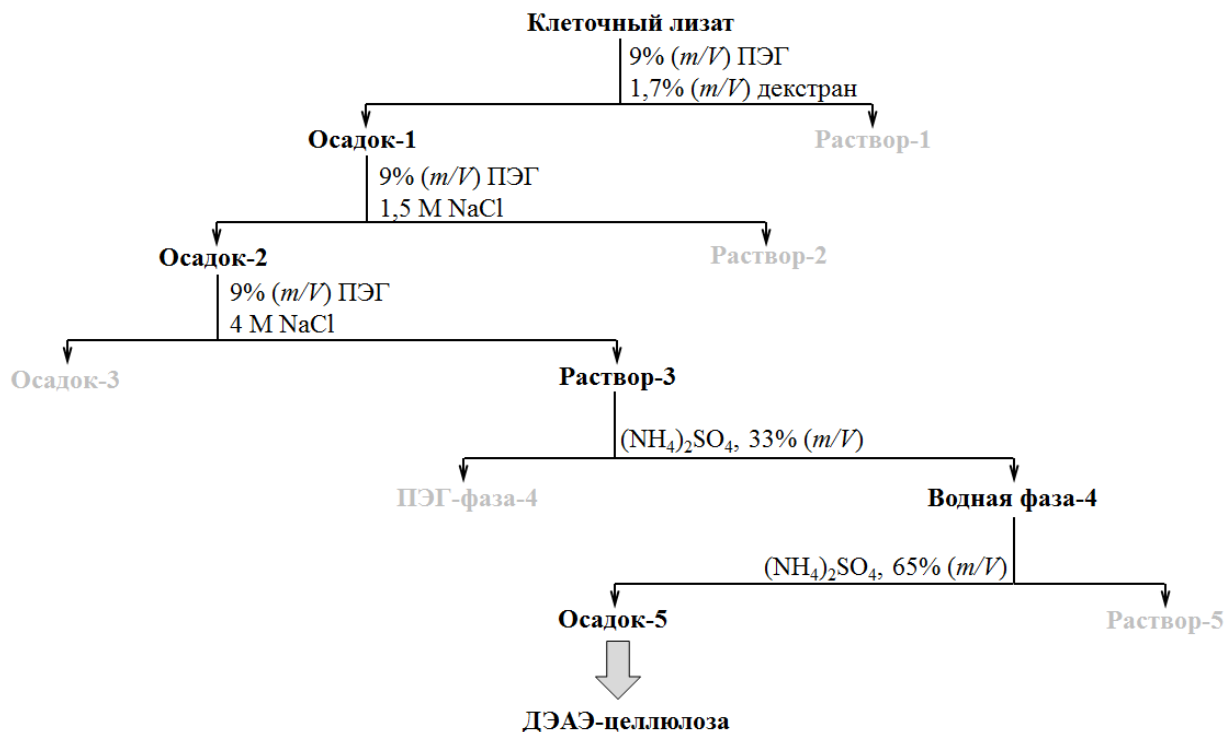 Клеточный лизат
9% (m/V) ПЭГ
1,7% (m/V) декстран
Осадок-1
Раствор-1
9% (m/V) ПЭГ
1,5 М NaCl
Осадок-2
Раствор-2
9% (m/V) ПЭГ
4 М NaCl
Осадок-3
Раствор-3
(NH₄)₂SO₄, 33% (m/V)
ПЭГ-фаза-4
Водная фаза-4
(NH₄)₂SO₄, 65% (m/V)
Осадок-5
Раствор-5
ДЭАЭ-целлюлоза